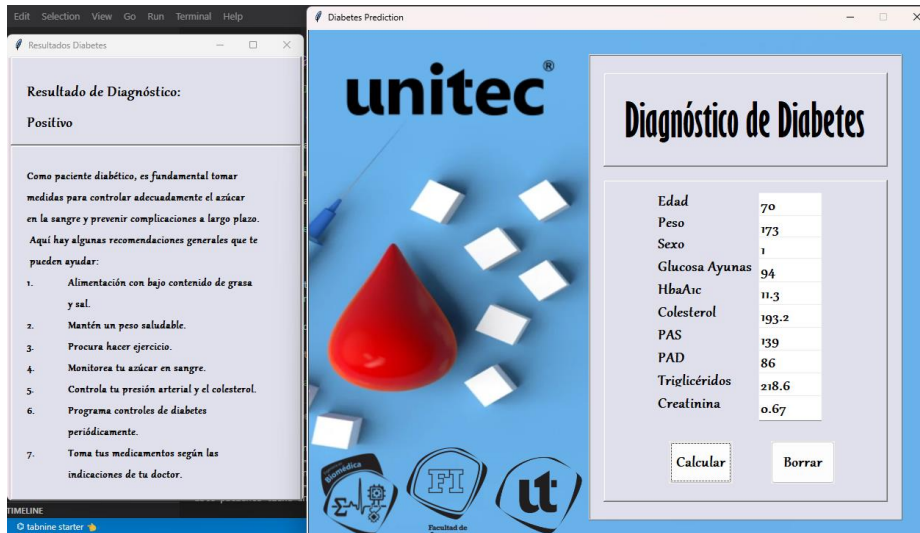 Edit Selection View Go Run Terminal Help
Resultados Diabetes
Resultado de Diagnóstico:
Positivo
Como paciente diabético, es fundamental tomar
medidas para controlar adecuadamente el azúcar
en la sangre y prevenir complicaciones a largo plazo.
Aquí hay algunas recomendaciones generales que te
pueden ayudar:
1. Alimentación con bajo contenido de grasa
y sal.
2. Mantén un peso saludable.
3. Procura hacer ejercicio.
4. Monitorea tu azúcar en sangre.
5. Controla tu presión arterial y el colesterol.
6. Programa controles de diabetes
periódicamente.
7. Toma tus medicamentos según las
indicaciones de tu doctor.
TIMELINE
tabnine starter
Diabetes Prediction
unitec®
Biomédica
FI
Facultad de
ut
Diagnóstico de Diabetes
Edad 70
Peso 173
Sexo 1
Glucosa Ayunas 94
HbaA1c 11.3
Colesterol 193.2
PAS 139
PAD 86
Triglicéridos 218.6
Creatinina 0.67
Calcular Borrar